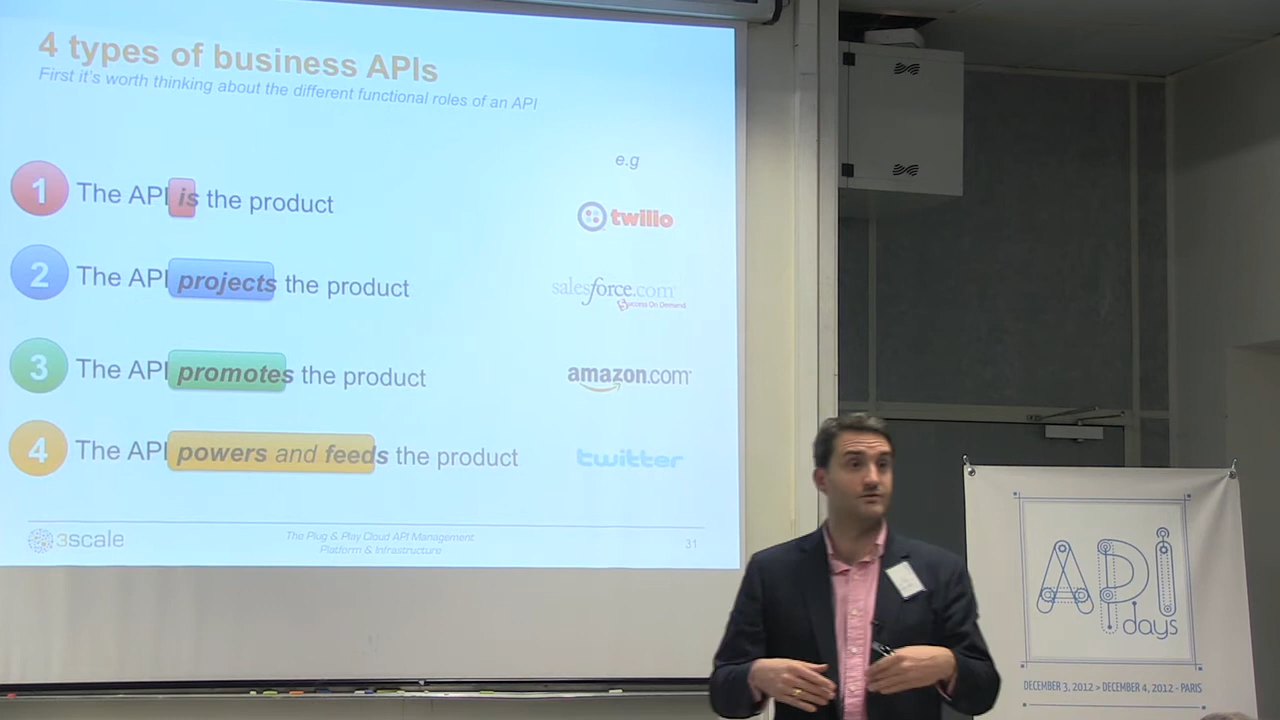 4 types of business APIs
First it's worth thinking about the different functional roles of an API
e.g
1 The API is the product
twilio
2 The API projects the product
salesforce.com
Success On Demand
3 The API promotes the product
amazon.com
4 The API powers and feeds the product
twitter
3scale
The Plug & Play Cloud API Management
Platform & Infrastructure
31
API
days
DECEMBER 3, 2012 > DECEMBER 4, 2012 - PARIS